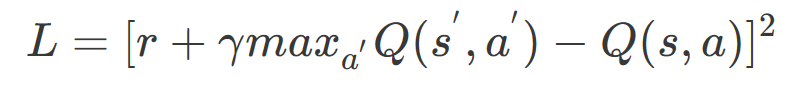 L = [r + γmax_{a′} Q(s′, a′) − Q(s, a)]²